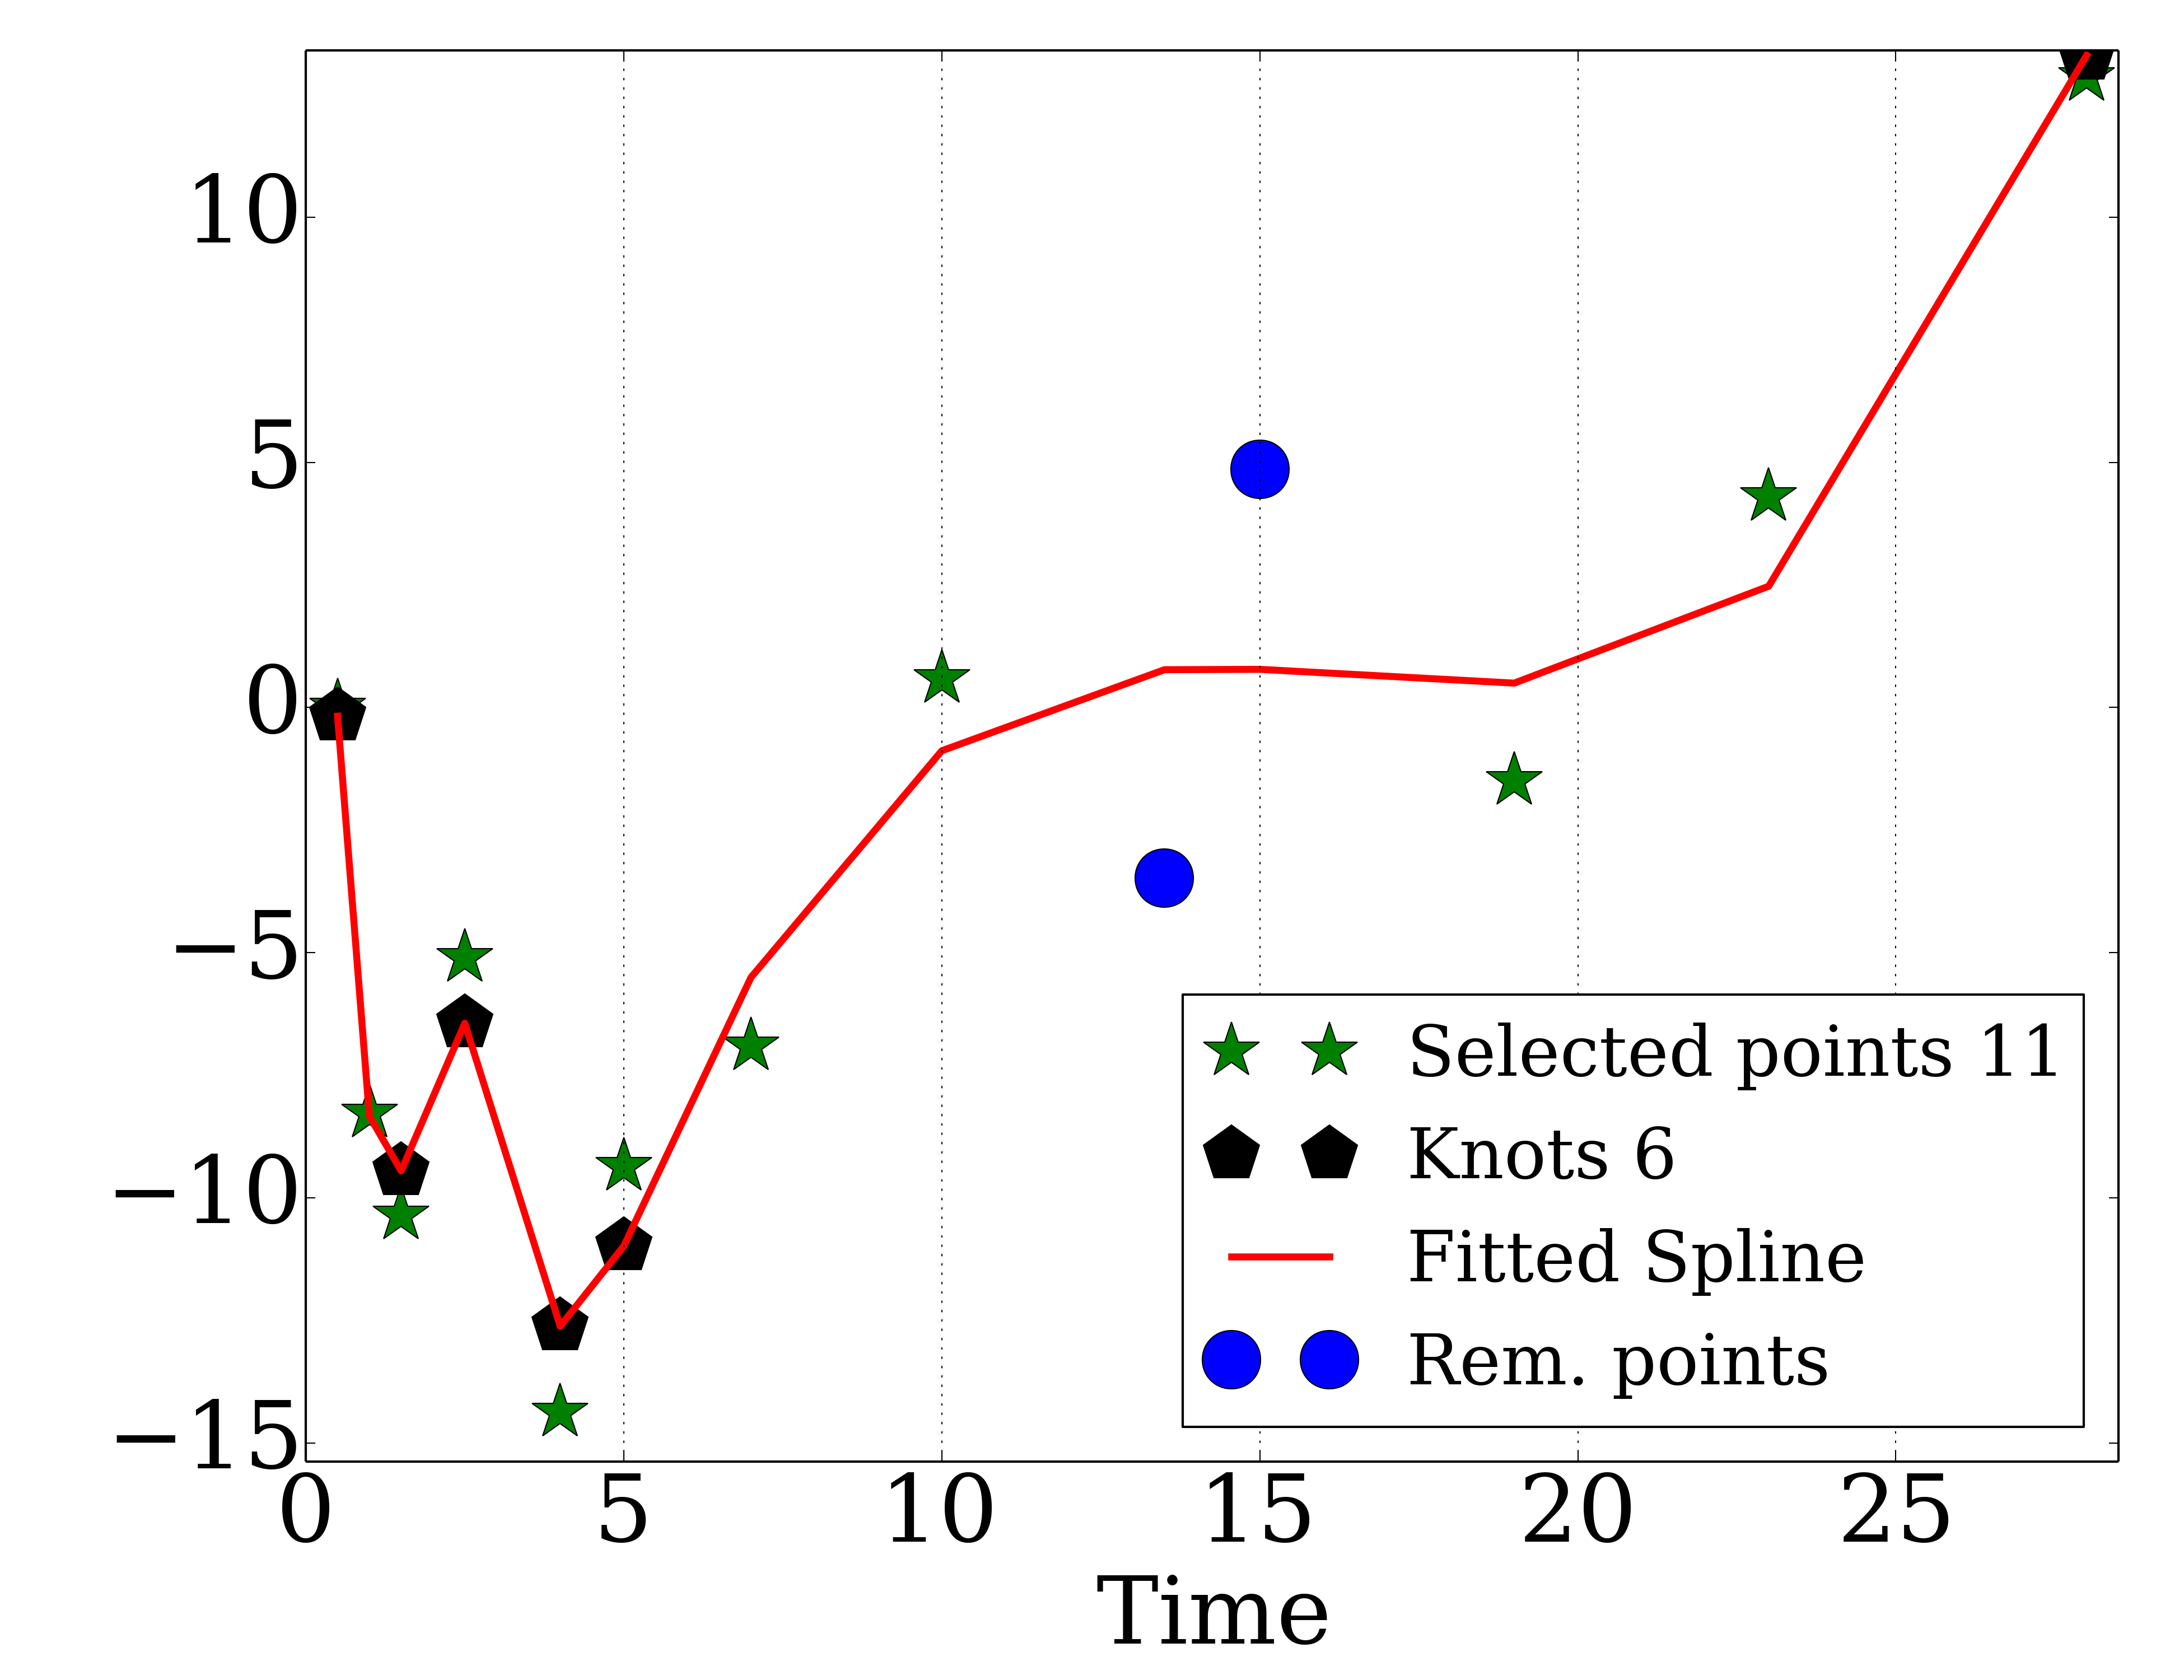 10
5
0
−5
−10
−15
0 5 10 15 20 25
Time
Selected points 11
Knots 6
Fitted Spline
Rem. points